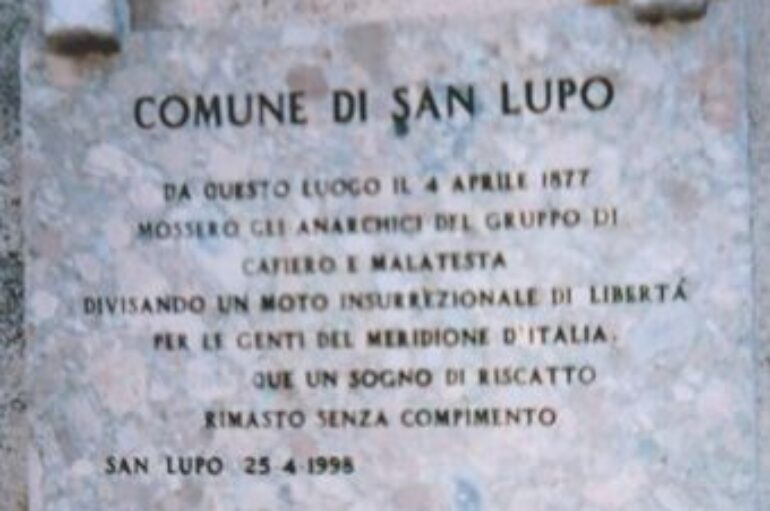 COMUNE DI SAN LUPO
DA QUESTO LUOGO IL 4 APRILE 1877
MOSSERO GLI ANARCHICI DEL GRUPPO DI
CAFIERO E MALATESTA
DIVISANDO UN MOTO INSURREZIONALE DI LIBERTÁ
PER LE GENTI DEL MERIDIONE D'ITALIA.
UN SOGNO DI RISCATTO
RIMASTO SENZA COMPIMENTO
SAN LUPO 25 4 1998